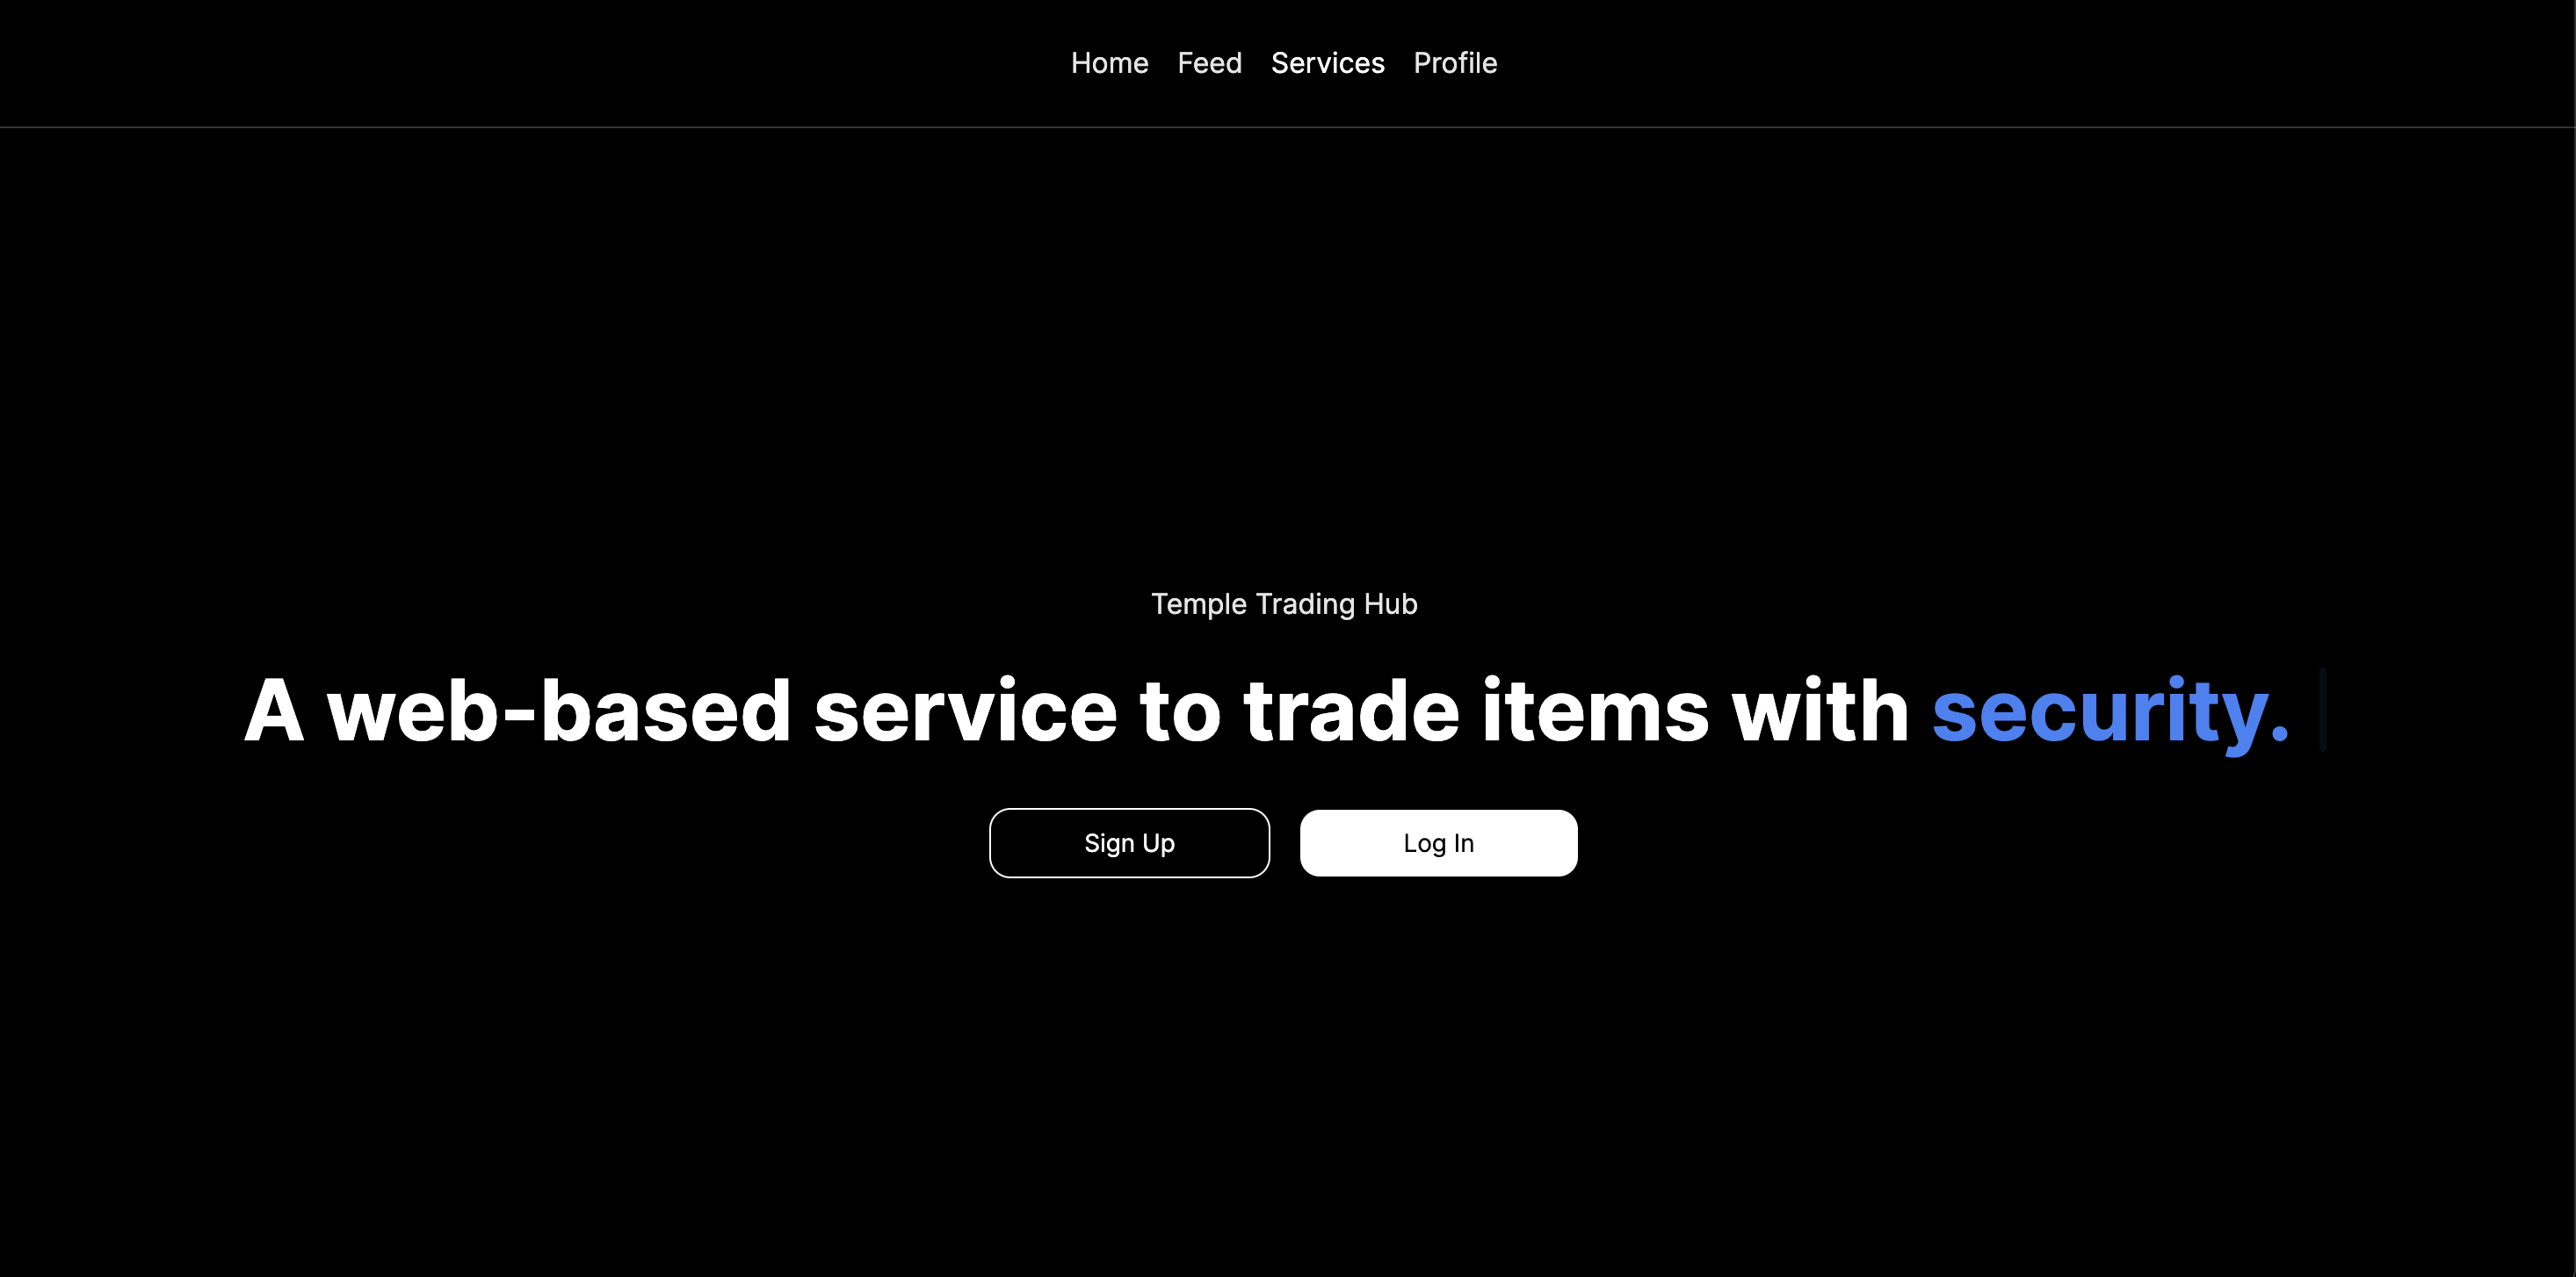 Home Feed Services Profile
Temple Trading Hub
A web-based service to trade items with security.
Sign Up Log In